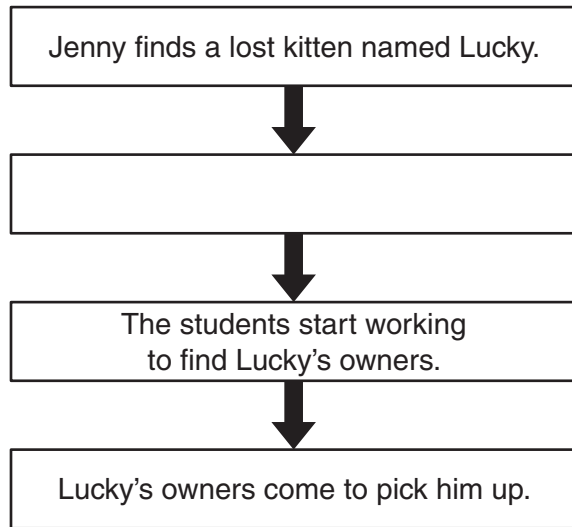 Jenny finds a lost kitten named Lucky.
The students start working
to find Lucky’s owners.
Lucky’s owners come to pick him up.